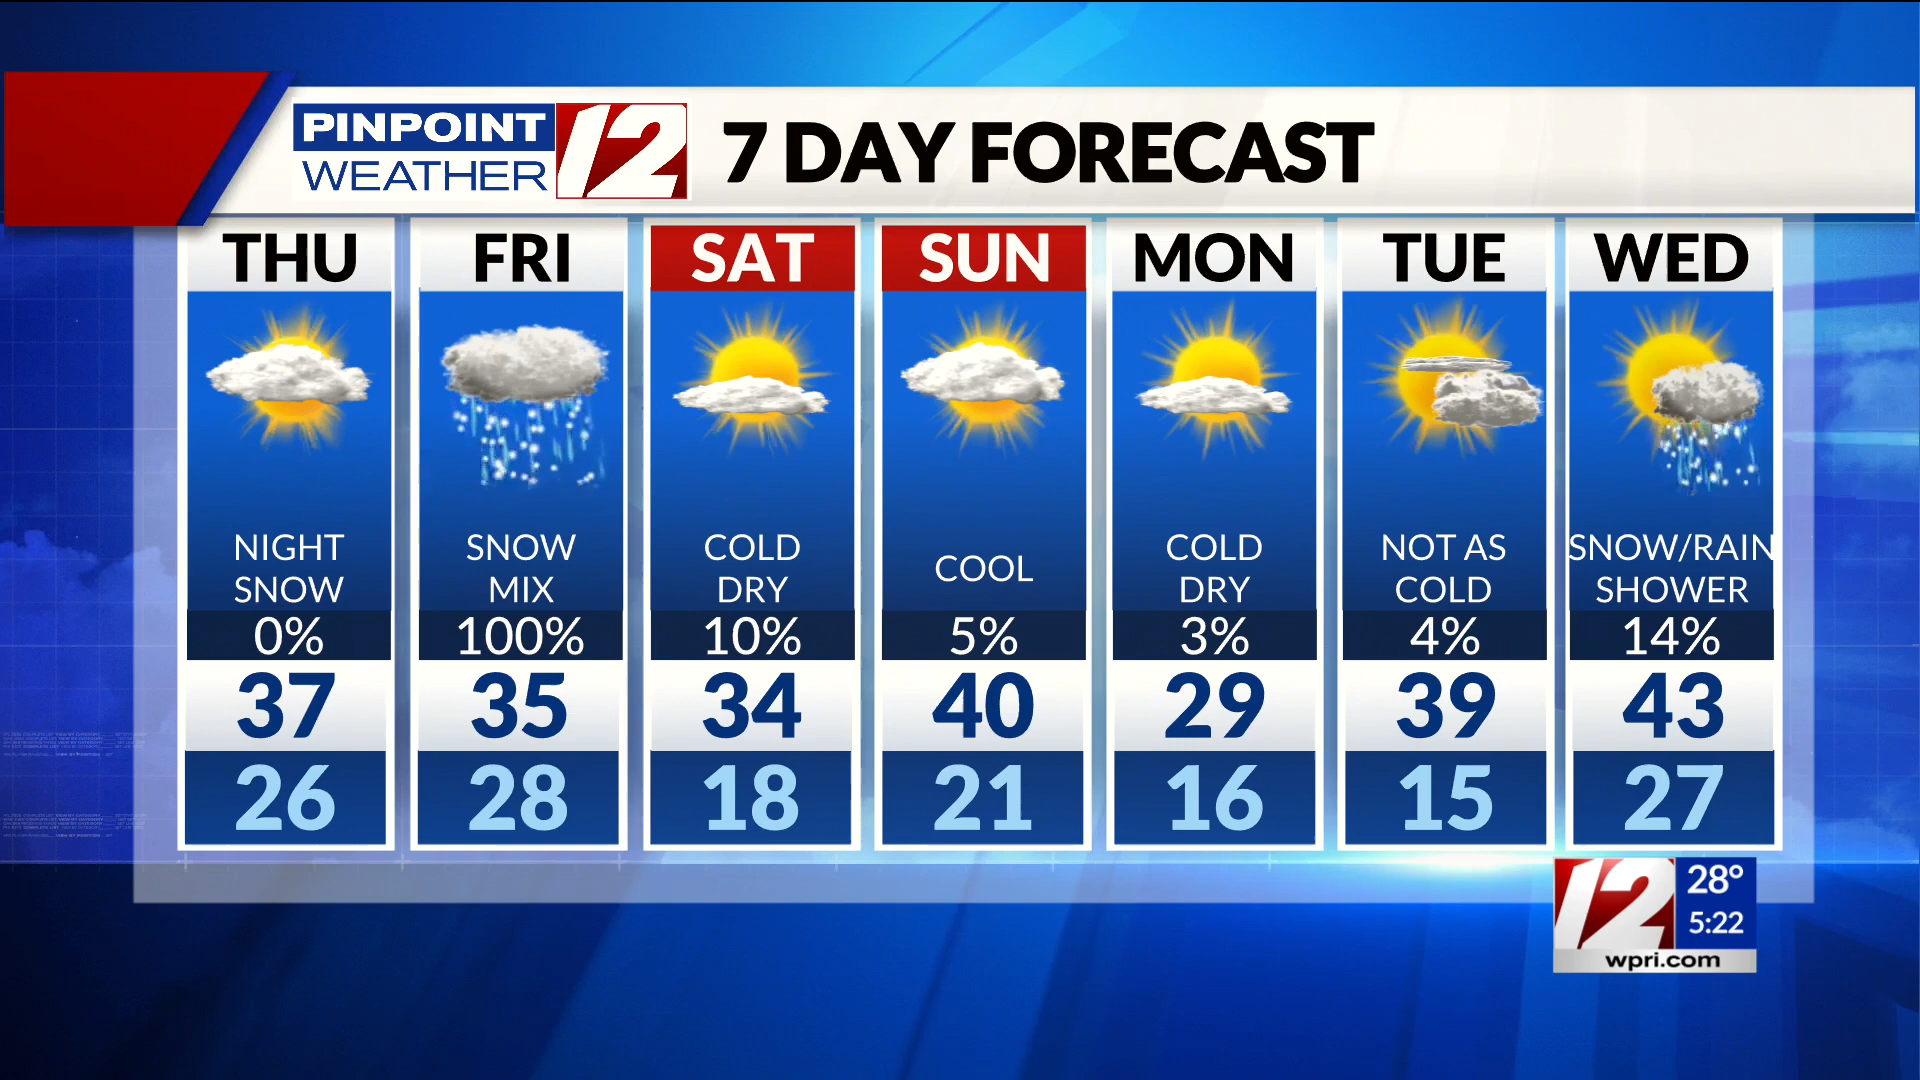 PINPOINT
WEATHER
12
7 DAY FORECAST
THU
FRI
SAT
SUN
MON
TUE
WED
NIGHT
SNOW
SNOW
MIX
COLD
DRY
COOL
COLD
DRY
NOT AS
COLD
SNOW/RAIN
SHOWER
0%
100%
10%
5%
3%
4%
14%
37
35
34
40
29
39
43
26
28
18
21
16
15
27
12
28°
5:22
wpri.com